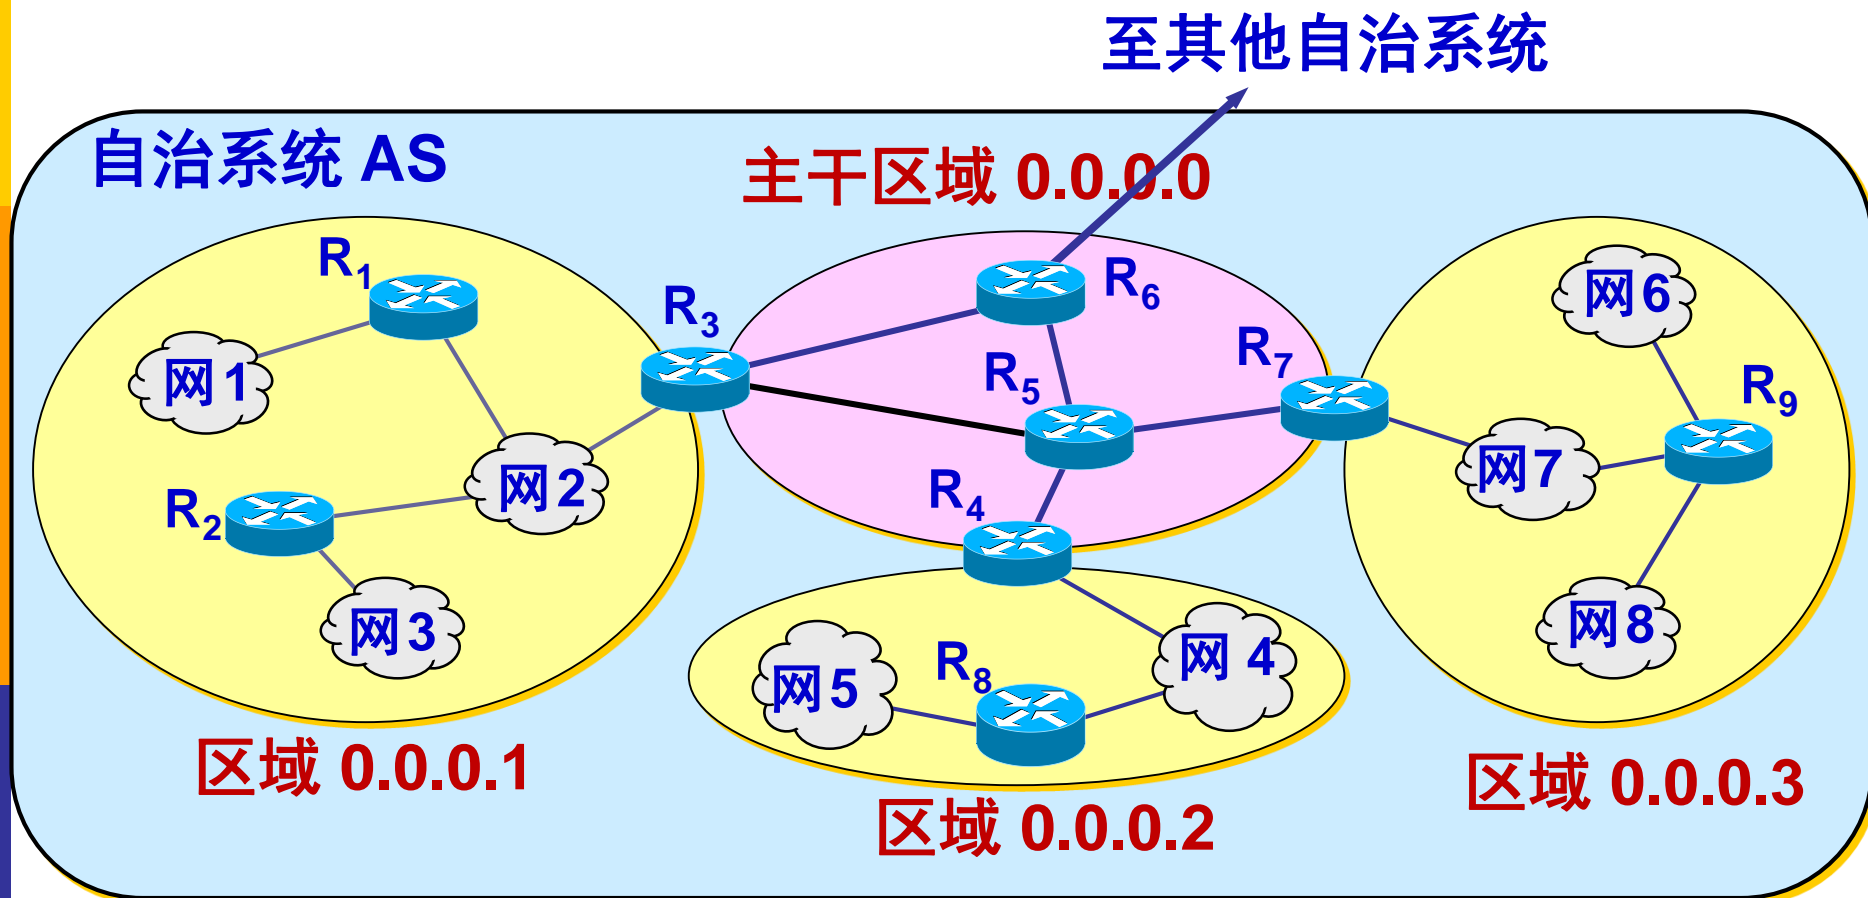 至其他自治系统
自治系统 AS
主干区域 0.0.0.0
R1
网1
R2
网2
网3
区域 0.0.0.1
R3
R6
R5
R7
R4
网5
R8
网 4
区域 0.0.0.2
网6
R9
网7
网8
区域 0.0.0.3